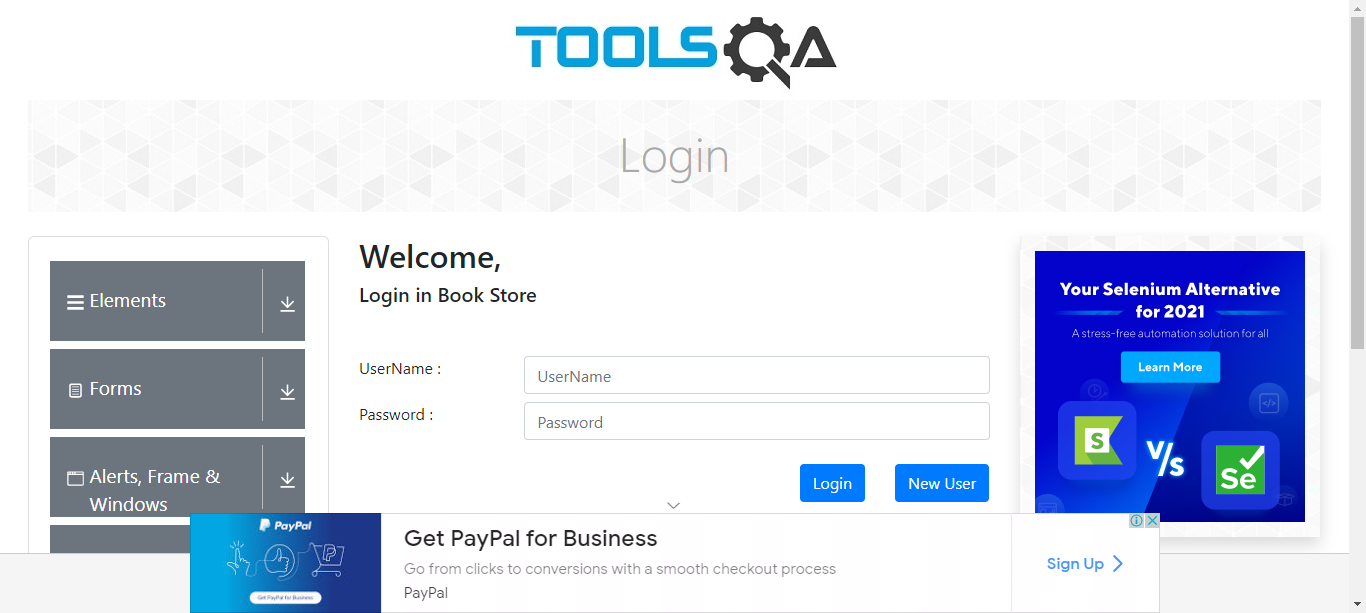 TOOLSQA
Login
Elements
Forms
Alerts, Frame &
Windows
Welcome,
Login in Book Store
UserName :
UserName
Password :
Password
Login
New User
Your Selenium Alternative
for 2021
A stress-free automation solution for all
Learn More
S
V/s
Se
PayPal
Get PayPal for Business
Get PayPal for Business
Go from clicks to conversions with a smooth checkout process
PayPal
Sign Up